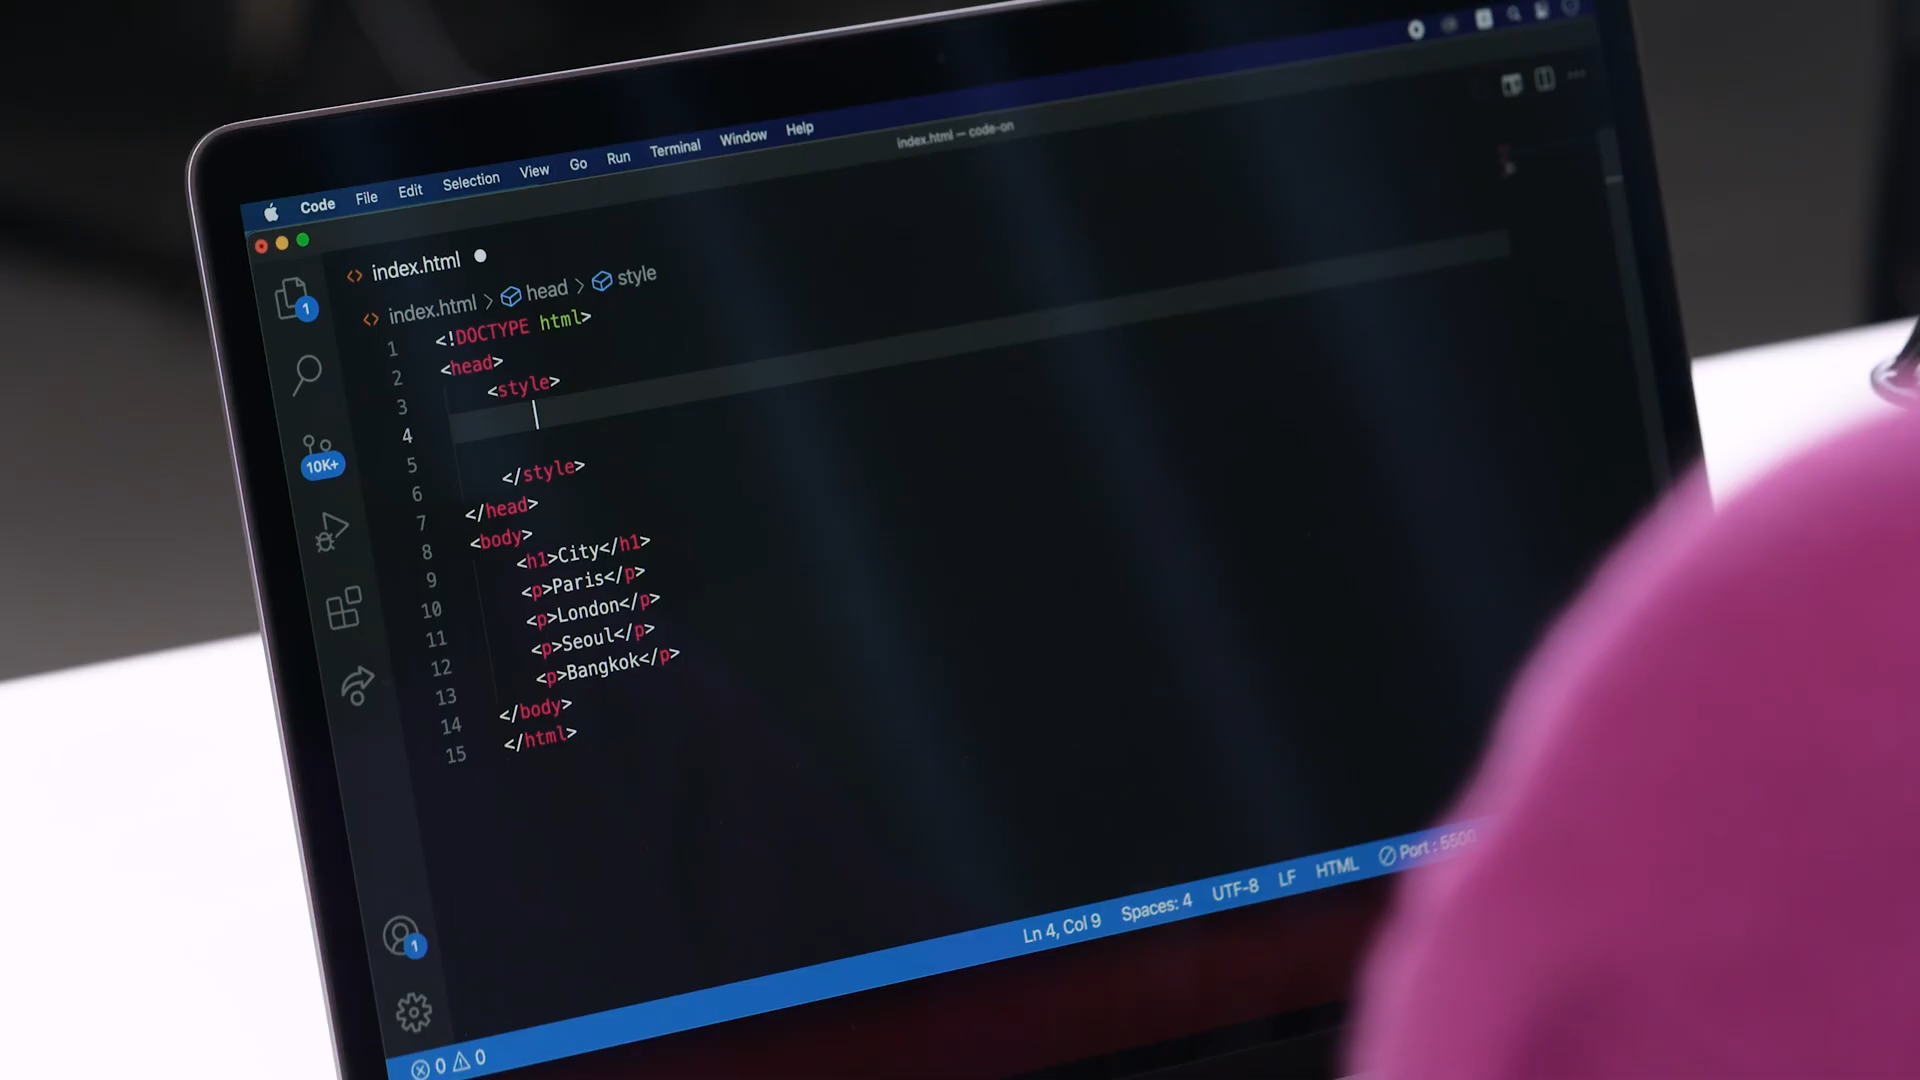 Code File Edit Selection View Go Run Terminal Window Help
index.html — code-on
index.html
index.html > head > style
1 <!DOCTYPE html>
2 <head>
3 <style>
4
5 </style>
6 </head>
7 <body>
8 <h1>City</h1>
9 <p>Paris</p>
10 <p>London</p>
11 <p>Seoul</p>
12 <p>Bangkok</p>
13 </body>
14 </html>
15
1
10K+
1
0 0
Ln 4, Col 9 Spaces: 4 UTF-8 LF HTML Port : 5500